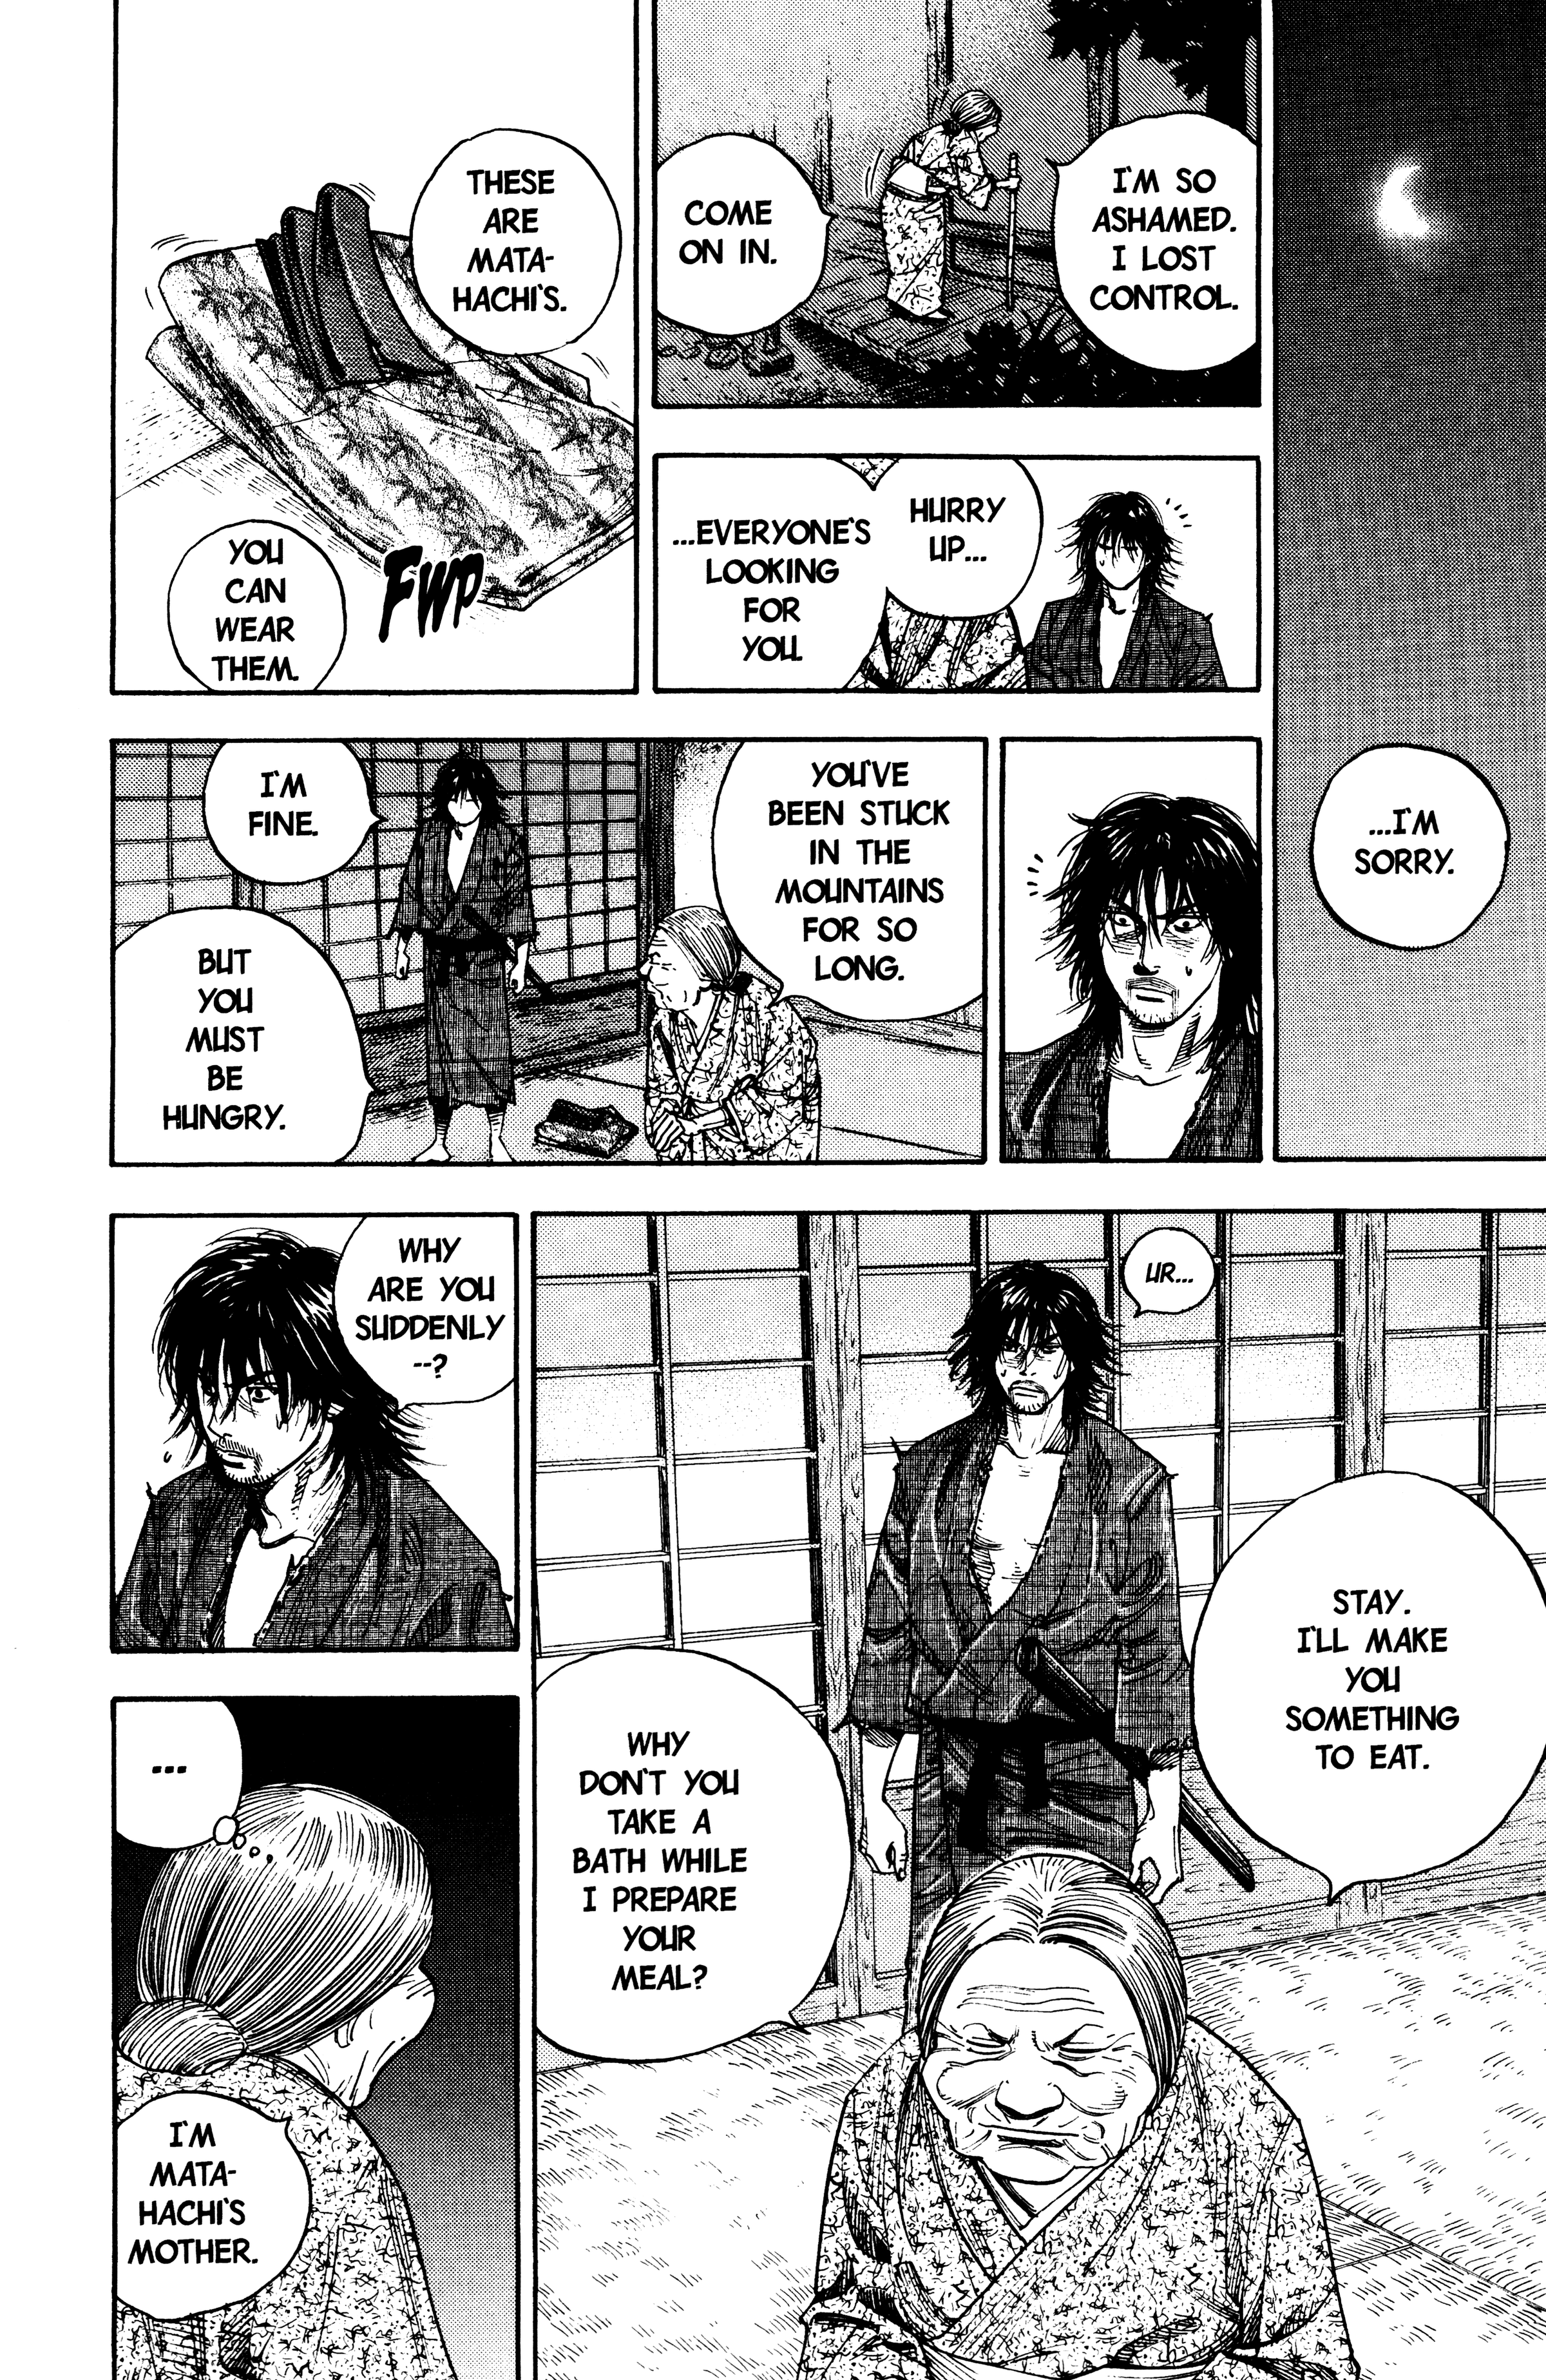 ...I'M
SORRY.
I'M SO
ASHAMED.
I LOST
CONTROL.
COME
ON IN.
HURRY
UP...
...EVERYONE'S
LOOKING
FOR
YOU.
THESE
ARE
MATA-
HACHI'S.
YOU
CAN
WEAR
THEM.
FWP
YOU'VE
BEEN STUCK
IN THE
MOUNTAINS
FOR SO
LONG.
I'M
FINE.
BUT
YOU
MUST
BE
HUNGRY.
UR...
STAY.
I'LL MAKE
YOU
SOMETHING
TO EAT.
WHY
DON'T YOU
TAKE A
BATH WHILE
I PREPARE
YOUR
MEAL?
WHY
ARE YOU
SUDDENLY
--?
...
I'M
MATA-
HACHI'S
MOTHER.